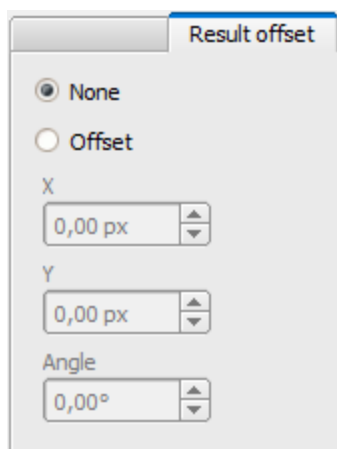 Result offset
None
Offset
X
0,00 px
Y
0,00 px
Angle
0,00°